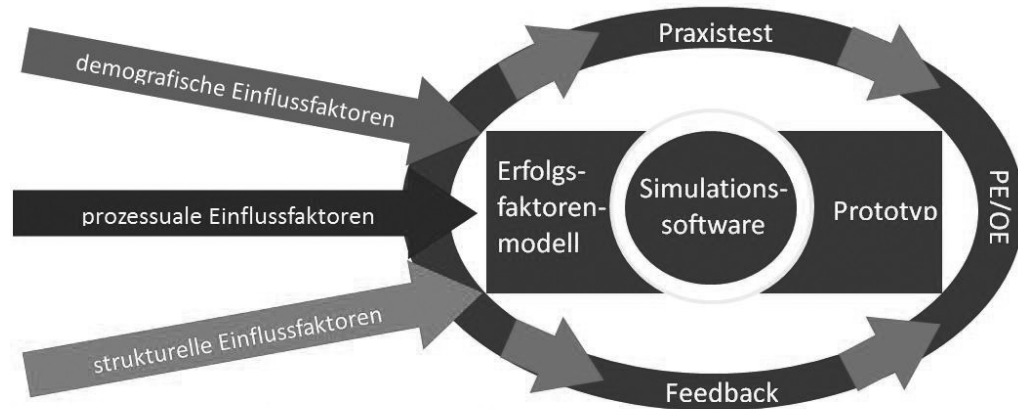 demografische Einflussfaktoren
prozessuale Einflussfaktoren
strukturelle Einflussfaktoren
Praxistest
Erfolgs-
faktoren-
modell
Simulations-
software
Prototyp
PE/OE
Feedback